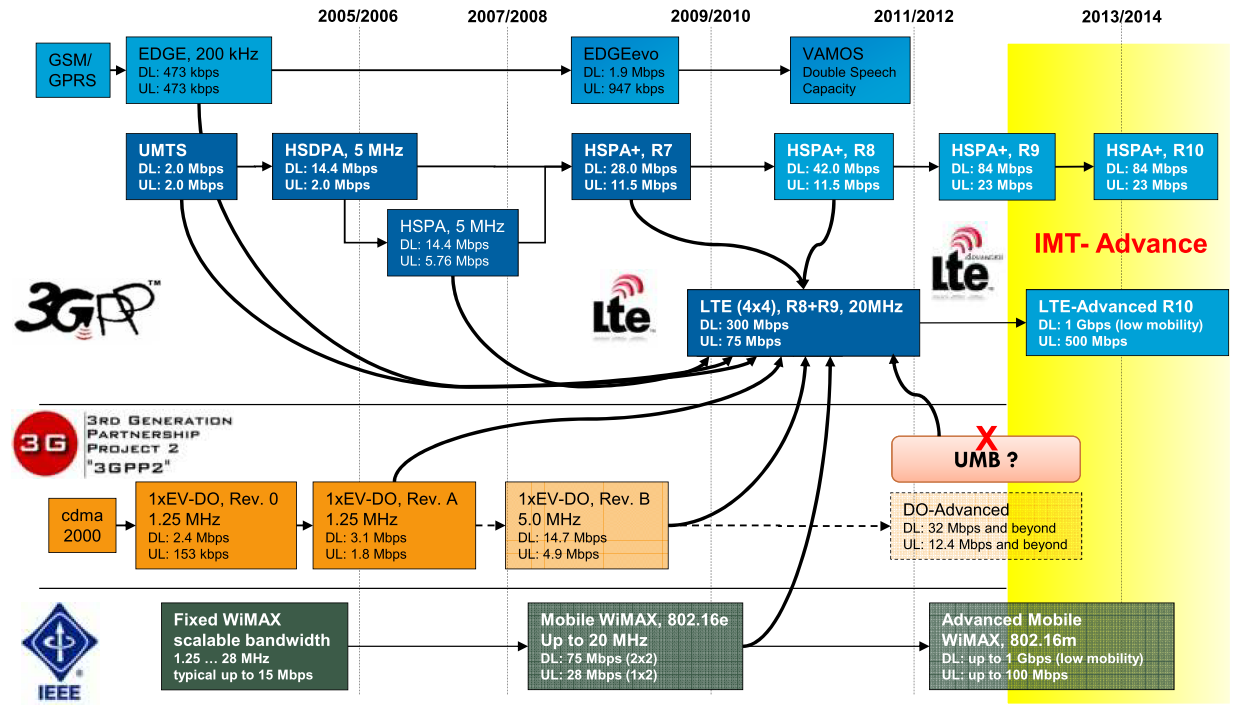 2005/2006
2007/2008
2009/2010
2011/2012
2013/2014
GSM/
GPRS
EDGE, 200 kHz
DL: 473 kbps
UL: 473 kbps
EDGEevo
DL: 1.9 Mbps
UL: 947 kbps
VAMOS
Double Speech
Capacity
UMTS
DL: 2.0 Mbps
UL: 2.0 Mbps
HSDPA, 5 MHz
DL: 14.4 Mbps
UL: 2.0 Mbps
HSPA+, R7
DL: 28.0 Mbps
UL: 11.5 Mbps
HSPA+, R8
DL: 42.0 Mbps
UL: 11.5 Mbps
HSPA+, R9
DL: 84 Mbps
UL: 23 Mbps
HSPA+, R10
DL: 84 Mbps
UL: 23 Mbps
HSPA, 5 MHz
DL: 14.4 Mbps
UL: 5.76 Mbps
IMT- Advance
3GPP™
Lte
Lte
Advanced
LTE (4x4), R8+R9, 20MHz
DL: 300 Mbps
UL: 75 Mbps
LTE-Advanced R10
DL: 1 Gbps (low mobility)
UL: 500 Mbps
3G
3rd Generation
Partnership
Project 2
"3GPP2"
X
UMB ?
cdma
2000
1xEV-DO, Rev. 0
1.25 MHz
DL: 2.4 Mbps
UL: 153 kbps
1xEV-DO, Rev. A
1.25 MHz
DL: 3.1 Mbps
UL: 1.8 Mbps
1xEV-DO, Rev. B
5.0 MHz
DL: 14.7 Mbps
UL: 4.9 Mbps
DO-Advanced
DL: 32 Mbps and beyond
UL: 12.4 Mbps and beyond
IEEE
Fixed WiMAX
scalable bandwidth
1.25 ... 28 MHz
typical up to 15 Mbps
Mobile WiMAX, 802.16e
Up to 20 MHz
DL: 75 Mbps (2x2)
UL: 28 Mbps (1x2)
Advanced Mobile
WiMAX, 802.16m
DL: up to 1 Gbps (low mobility)
UL: up to 100 Mbps